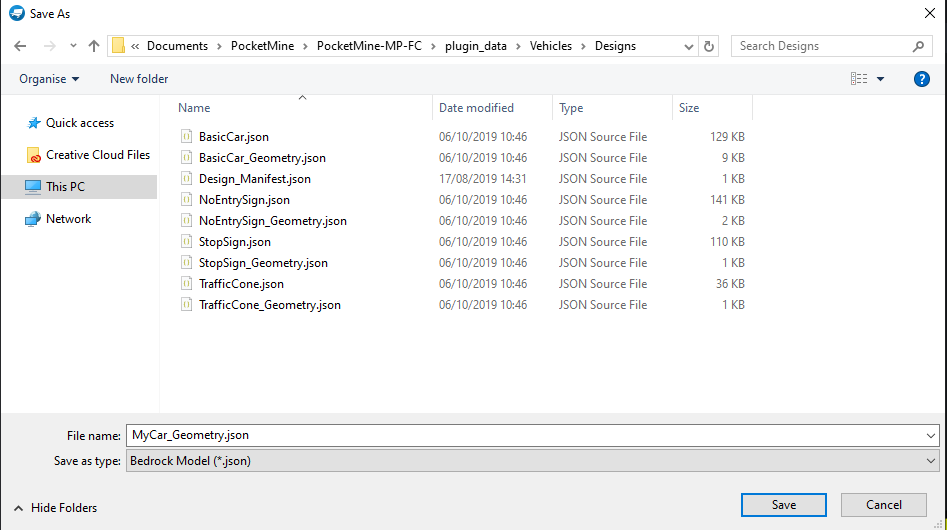 Save As
« Documents > PocketMine > PocketMine-MP-FC > plugin_data > Vehicles > Designs
Search Designs
Organise
New folder
?
Quick access
Creative Cloud Files
This PC
Network
Name Date modified Type Size
BasicCar.json 06/10/2019 10:46 JSON Source File 129 KB
BasicCar_Geometry.json 06/10/2019 10:46 JSON Source File 9 KB
Design_Manifest.json 17/08/2019 14:31 JSON Source File 1 KB
NoEntrySign.json 06/10/2019 10:46 JSON Source File 141 KB
NoEntrySign_Geometry.json 06/10/2019 10:46 JSON Source File 2 KB
StopSign.json 06/10/2019 10:46 JSON Source File 110 KB
StopSign_Geometry.json 06/10/2019 10:46 JSON Source File 1 KB
TrafficCone.json 06/10/2019 10:46 JSON Source File 36 KB
TrafficCone_Geometry.json 06/10/2019 10:46 JSON Source File 1 KB
File name: MyCar_Geometry.json
Save as type: Bedrock Model (*.json)
Hide Folders
Save
Cancel